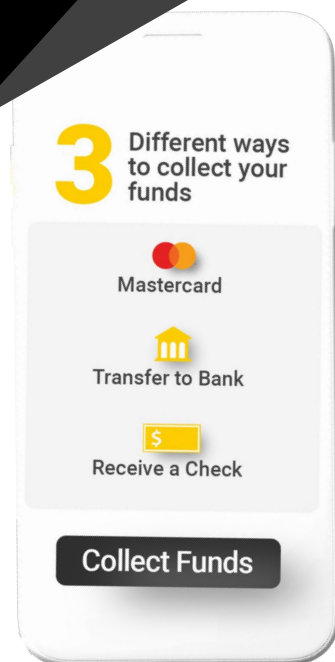 3
Different ways
to collect your
funds
Mastercard
Transfer to Bank
$
Receive a Check
Collect Funds